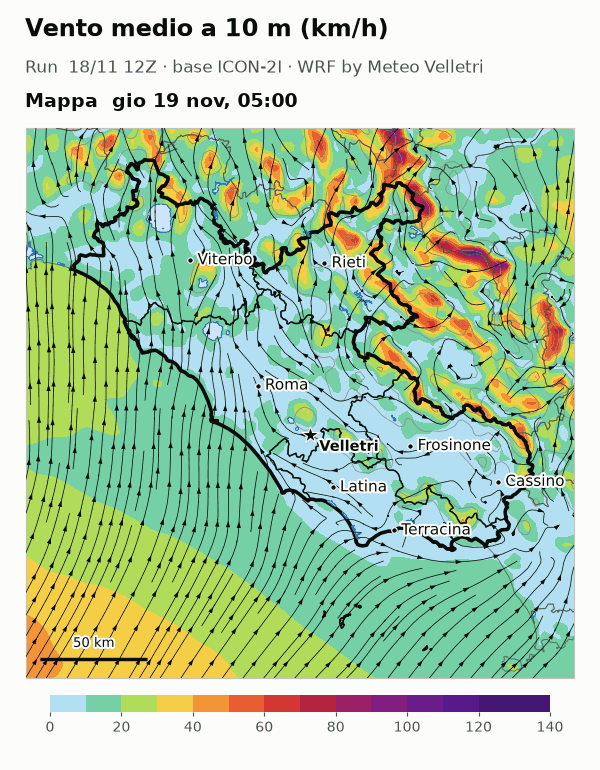 Vento medio a 10 m (km/h)
Run 18/11 12Z · base ICON-2I · WRF by Meteo Velletri
Mappa gio 19 nov, 05:00
Viterbo
Rieti
Roma
Velletri
Frosinone
Cassino
Latina
Terracina
50 km
0 20 40 60 80 100 120 140